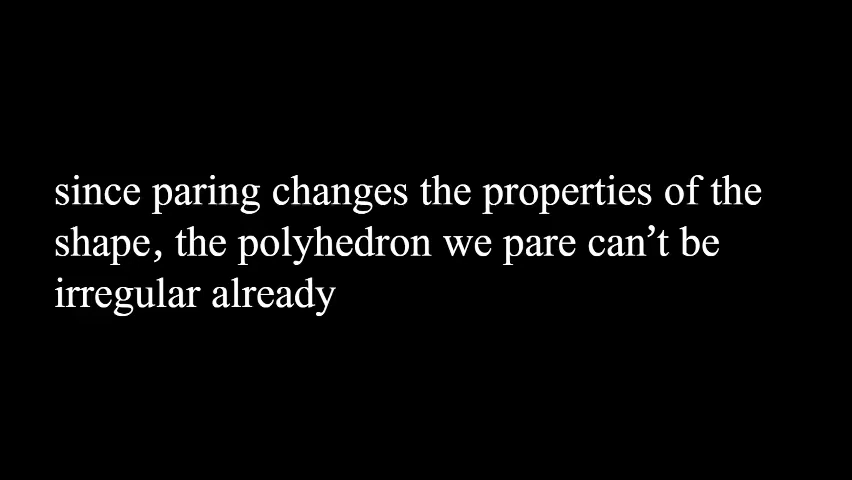 since paring changes the properties of the
shape, the polyhedron we pare can’t be
irregular already